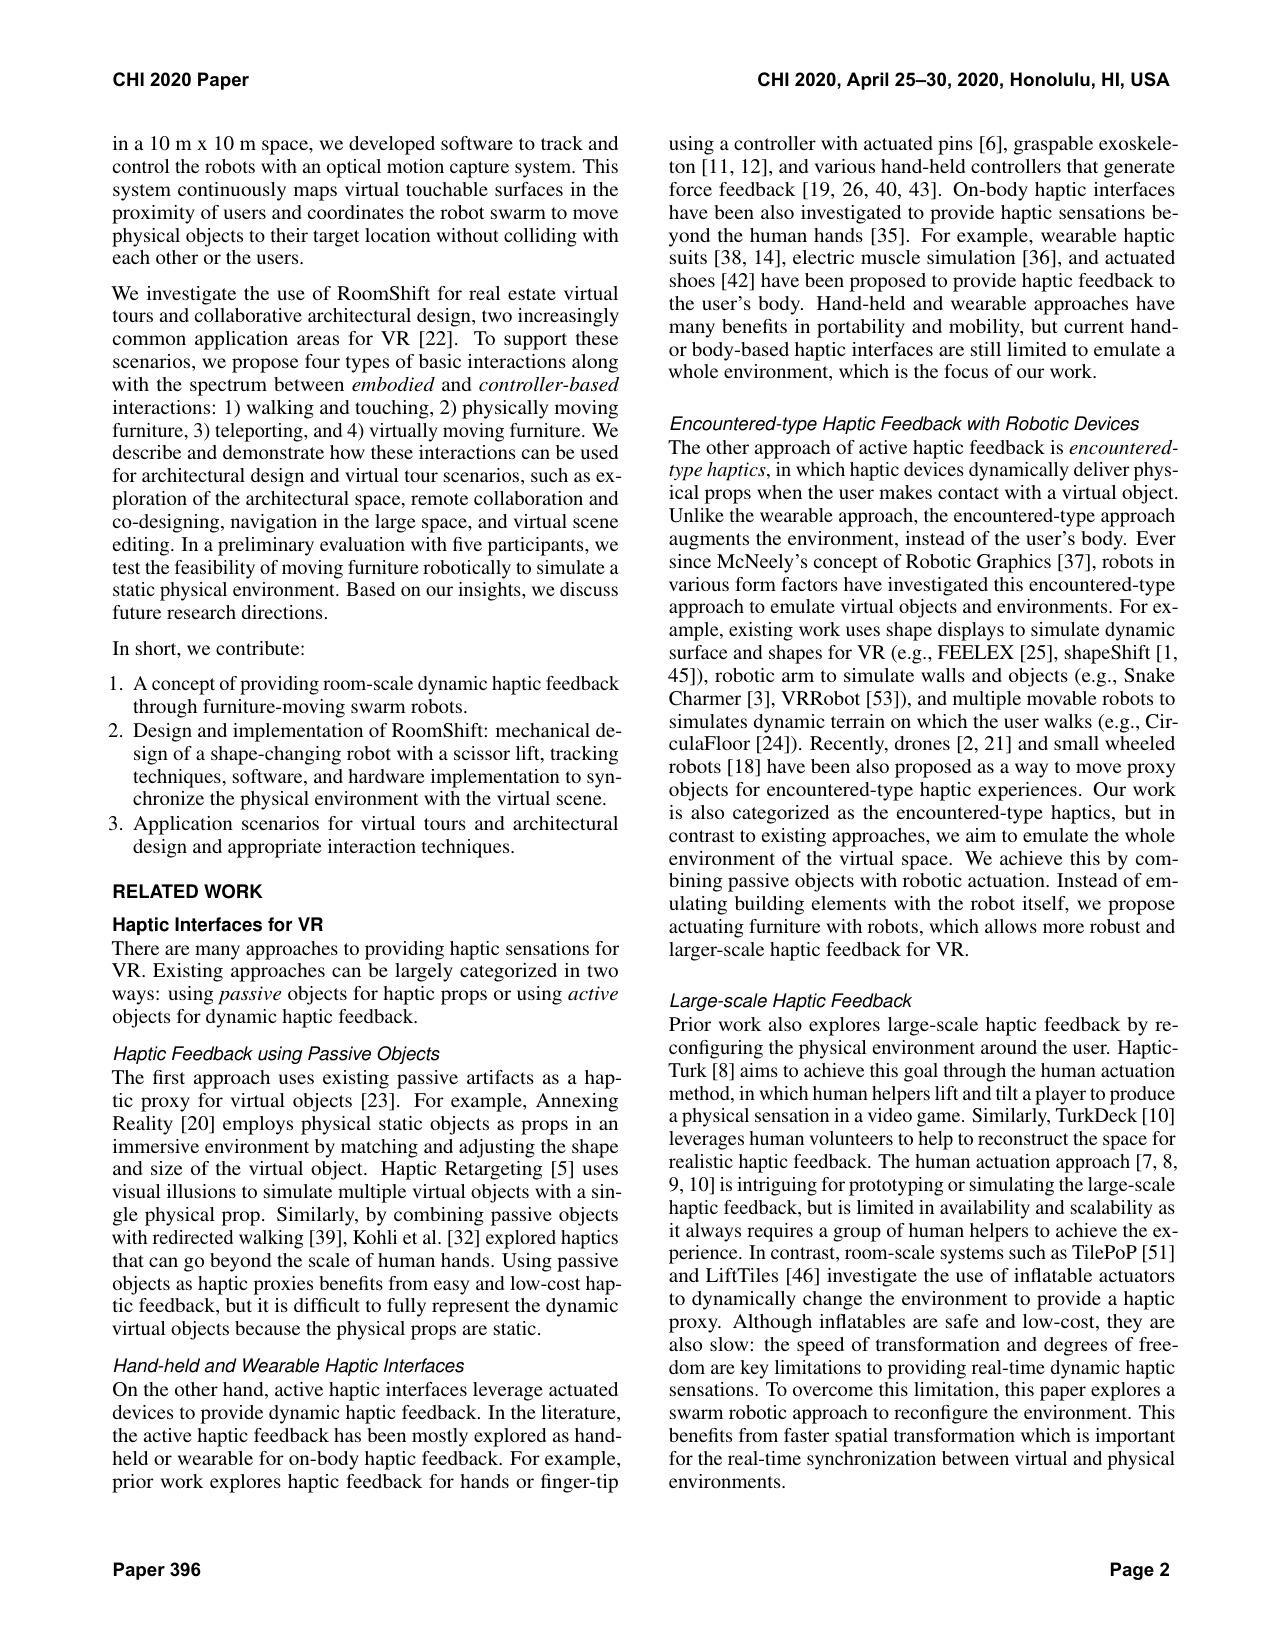 CHI 2020 Paper
CHI 2020, April 25–30, 2020, Honolulu, HI, USA
in a 10 m x 10 m space, we developed software to track and
control the robots with an optical motion capture system. This
system continuously maps virtual touchable surfaces in the
proximity of users and coordinates the robot swarm to move
physical objects to their target location without colliding with
each other or the users.
We investigate the use of RoomShift for real estate virtual
tours and collaborative architectural design, two increasingly
common application areas for VR [22]. To support these
scenarios, we propose four types of basic interactions along
with the spectrum between embodied and controller-based
interactions: 1) walking and touching, 2) physically moving
furniture, 3) teleporting, and 4) virtually moving furniture. We
describe and demonstrate how these interactions can be used
for architectural design and virtual tour scenarios, such as ex-
ploration of the architectural space, remote collaboration and
co-designing, navigation in the large space, and virtual scene
editing. In a preliminary evaluation with five participants, we
test the feasibility of moving furniture robotically to simulate a
static physical environment. Based on our insights, we discuss
future research directions.
In short, we contribute:
1. A concept of providing room-scale dynamic haptic feedback
through furniture-moving swarm robots.
2. Design and implementation of RoomShift: mechanical de-
sign of a shape-changing robot with a scissor lift, tracking
techniques, software, and hardware implementation to syn-
chronize the physical environment with the virtual scene.
3. Application scenarios for virtual tours and architectural
design and appropriate interaction techniques.
RELATED WORK
Haptic Interfaces for VR
There are many approaches to providing haptic sensations for
VR. Existing approaches can be largely categorized in two
ways: using passive objects for haptic props or using active
objects for dynamic haptic feedback.
Haptic Feedback using Passive Objects
The first approach uses existing passive artifacts as a hap-
tic proxy for virtual objects [23]. For example, Annexing
Reality [20] employs physical static objects as props in an
immersive environment by matching and adjusting the shape
and size of the virtual object. Haptic Retargeting [5] uses
visual illusions to simulate multiple virtual objects with a sin-
gle physical prop. Similarly, by combining passive objects
with redirected walking [39], Kohli et al. [32] explored haptics
that can go beyond the scale of human hands. Using passive
objects as haptic proxies benefits from easy and low-cost hap-
tic feedback, but it is difficult to fully represent the dynamic
virtual objects because the physical props are static.
Hand-held and Wearable Haptic Interfaces
On the other hand, active haptic interfaces leverage actuated
devices to provide dynamic haptic feedback. In the literature,
the active haptic feedback has been mostly explored as hand-
held or wearable for on-body haptic feedback. For example,
prior work explores haptic feedback for hands or finger-tip
using a controller with actuated pins [6], graspable exoskele-
ton [11, 12], and various hand-held controllers that generate
force feedback [19, 26, 40, 43]. On-body haptic interfaces
have been also investigated to provide haptic sensations be-
yond the human hands [35]. For example, wearable haptic
suits [38, 14], electric muscle simulation [36], and actuated
shoes [42] have been proposed to provide haptic feedback to
the user's body. Hand-held and wearable approaches have
many benefits in portability and mobility, but current hand-
or body-based haptic interfaces are still limited to emulate a
whole environment, which is the focus of our work.
Encountered-type Haptic Feedback with Robotic Devices
The other approach of active haptic feedback is encountered-
type haptics, in which haptic devices dynamically deliver phys-
ical props when the user makes contact with a virtual object.
Unlike the wearable approach, the encountered-type approach
augments the environment, instead of the user's body. Ever
since McNeely's concept of Robotic Graphics [37], robots in
various form factors have investigated this encountered-type
approach to emulate virtual objects and environments. For ex-
ample, existing work uses shape displays to simulate dynamic
surface and shapes for VR (e.g., FEELEX [25], shapeShift [1,
45]), robotic arm to simulate walls and objects (e.g., Snake
Charmer [3], VRRobot [53]), and multiple movable robots to
simulates dynamic terrain on which the user walks (e.g., Cir-
culaFloor [24]). Recently, drones [2, 21] and small wheeled
robots [18] have been also proposed as a way to move proxy
objects for encountered-type haptic experiences. Our work
is also categorized as the encountered-type haptics, but in
contrast to existing approaches, we aim to emulate the whole
environment of the virtual space. We achieve this by com-
bining passive objects with robotic actuation. Instead of em-
ulating building elements with the robot itself, we propose
actuating furniture with robots, which allows more robust and
larger-scale haptic feedback for VR.
Large-scale Haptic Feedback
Prior work also explores large-scale haptic feedback by re-
configuring the physical environment around the user. Haptic-
Turk [8] aims to achieve this goal through the human actuation
method, in which human helpers lift and tilt a player to produce
a physical sensation in a video game. Similarly, TurkDeck [10]
leverages human volunteers to help to reconstruct the space for
realistic haptic feedback. The human actuation approach [7, 8,
9, 10] is intriguing for prototyping or simulating the large-scale
haptic feedback, but is limited in availability and scalability as
it always requires a group of human helpers to achieve the ex-
perience. In contrast, room-scale systems such as TilePoP [51]
and LiftTiles [46] investigate the use of inflatable actuators
to dynamically change the environment to provide a haptic
proxy. Although inflatables are safe and low-cost, they are
also slow: the speed of transformation and degrees of free-
dom are key limitations to providing real-time dynamic haptic
sensations. To overcome this limitation, this paper explores a
swarm robotic approach to reconfigure the environment. This
benefits from faster spatial transformation which is important
for the real-time synchronization between virtual and physical
environments.
Paper 396
Page 2